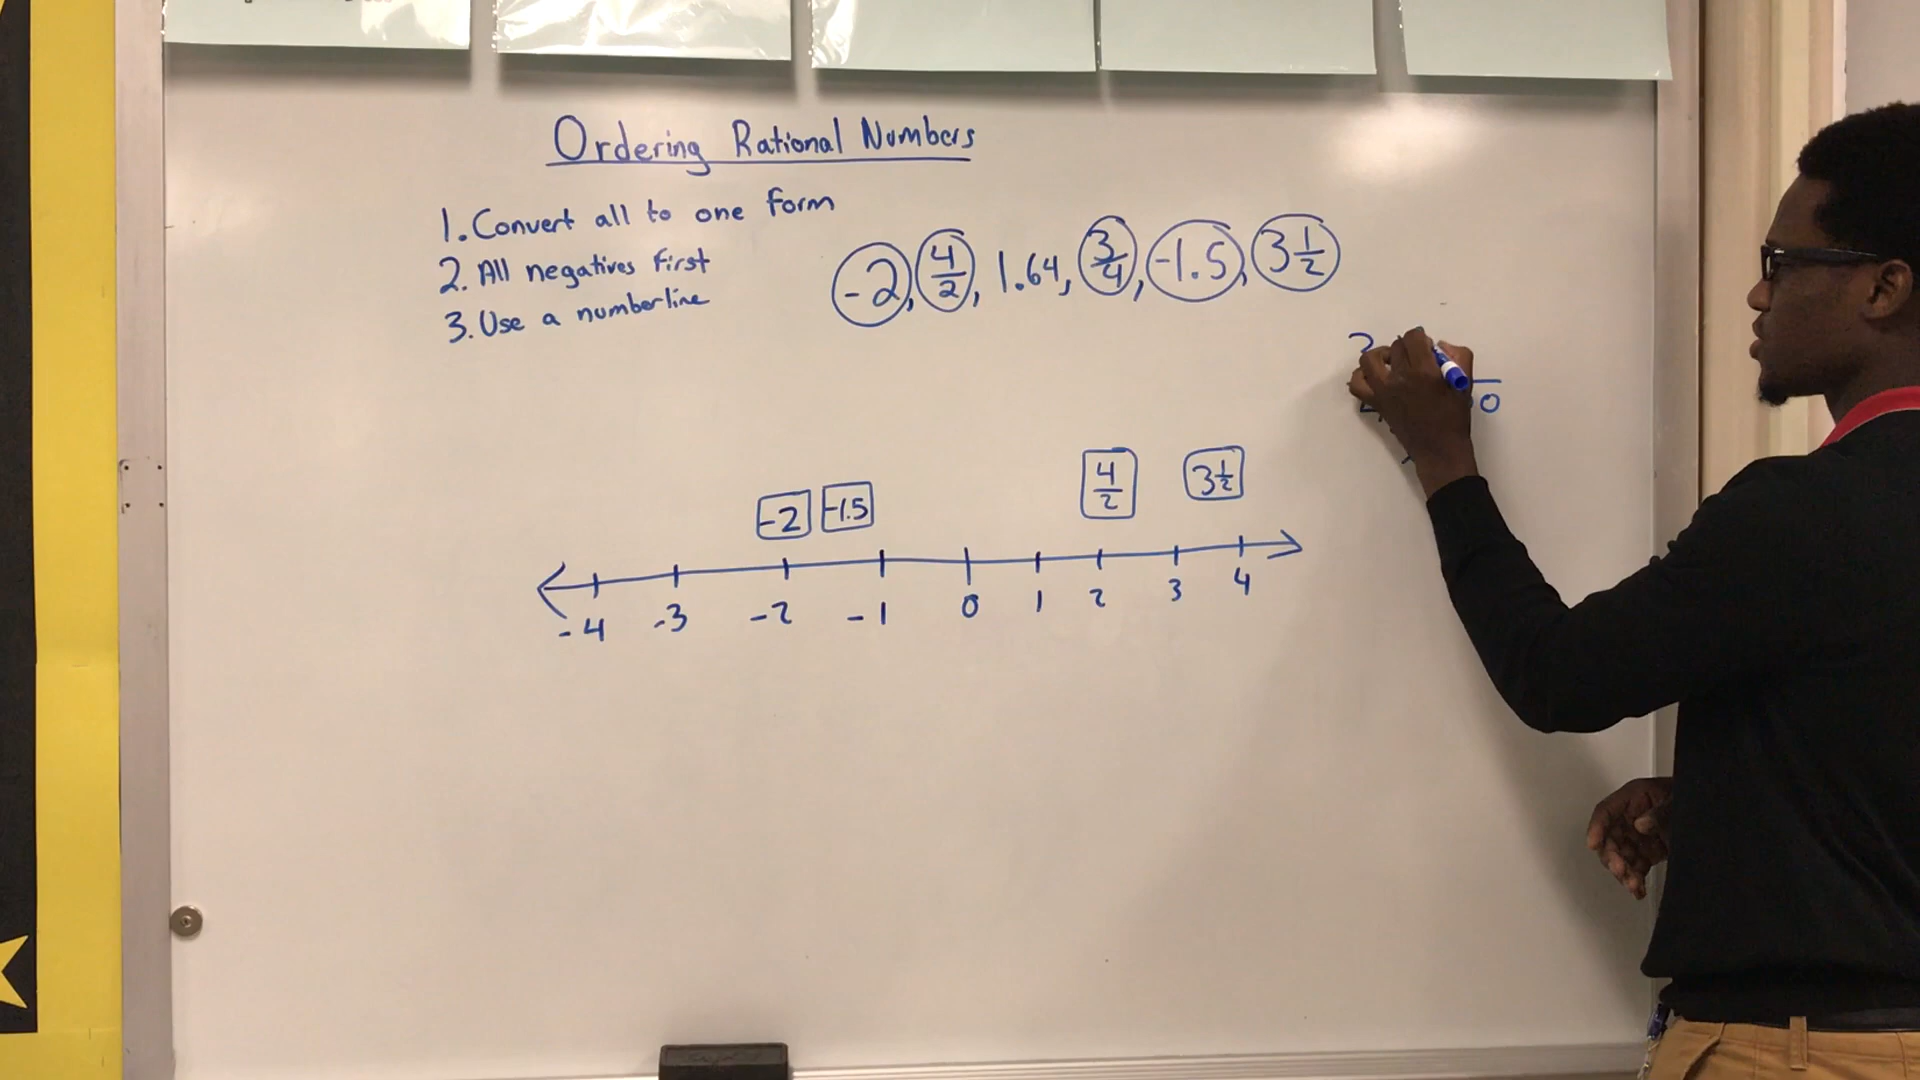 Ordering Rational Numbers
1. Convert all to one form
2. All negatives first
3. Use a numberline
-2, 4/2, 1.64, 3/4, -1.5, 3 1/2
-2 -1.5 4/2 3 1/2
-4 -3 -2 -1 0 1 2 3 4